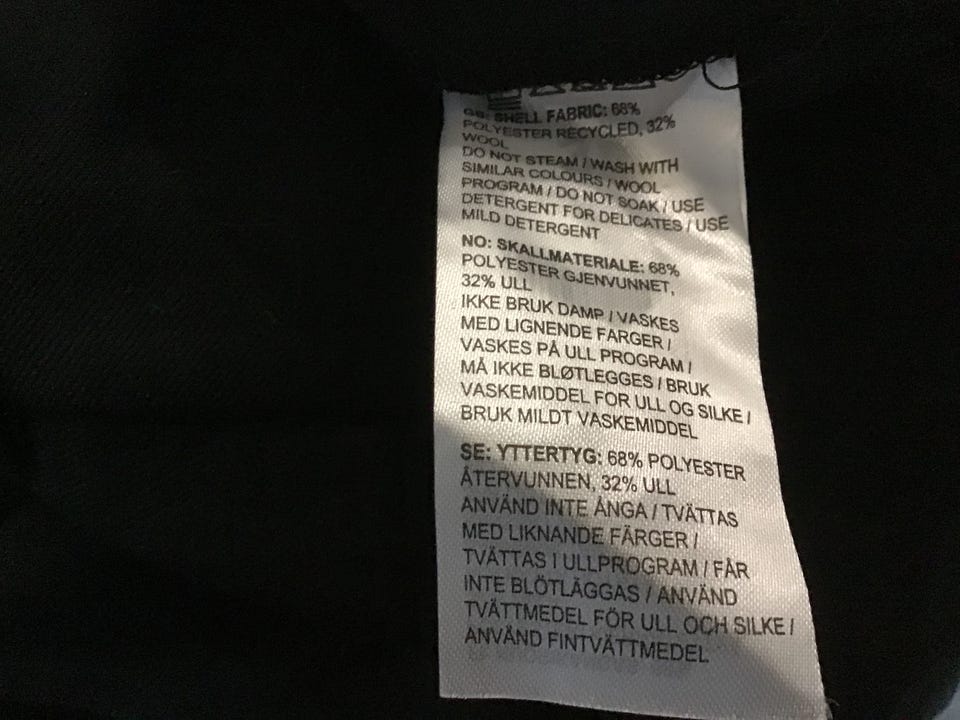 GB: SHELL FABRIC: 68%
POLYESTER RECYCLED, 32%
WOOL
DO NOT STEAM / WASH WITH
SIMILAR COLOURS / WOOL
PROGRAM / DO NOT SOAK / USE
DETERGENT FOR DELICATES / USE
MILD DETERGENT
NO: SKALLMATERIALE: 68%
POLYESTER GJENVUNNET,
32% ULL
IKKE BRUK DAMP / VASKES
MED LIGNENDE FARGER /
VASKES PÅ ULL PROGRAM /
MÅ IKKE BLØTLEGGES / BRUK
VASKEMIDDEL FOR ULL OG SILKE /
BRUK MILDT VASKEMIDDEL
SE: YTTERTYG: 68% POLYESTER
ÅTERVUNNEN, 32% ULL
ANVÄND INTE ÅNGA / TVÄTTAS
MED LIKNANDE FÄRGER /
TVÄTTAS I ULLPROGRAM / FÅR
INTE BLÖTLÄGGAS / ANVÄND
TVÄTTMEDEL FÖR ULL OCH SILKE /
ANVÄND FINTVÄTTMEDEL